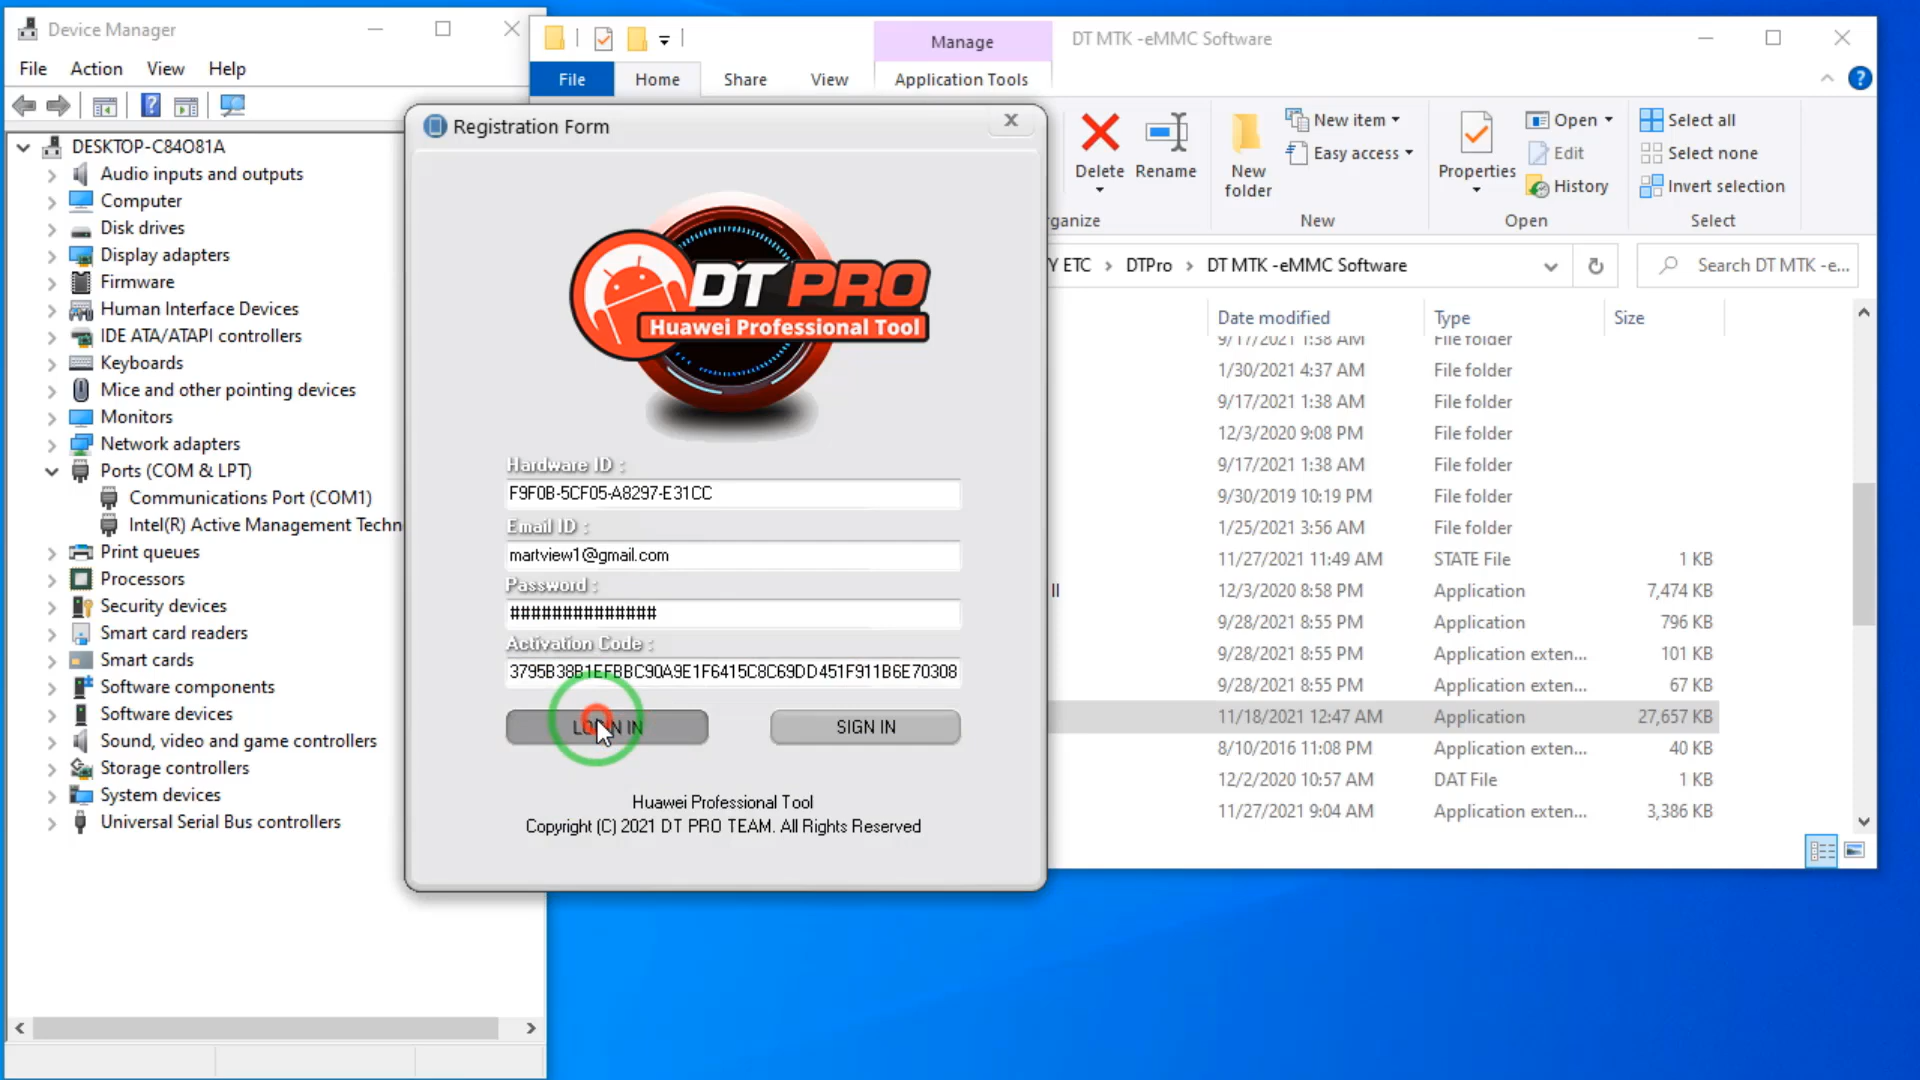 Device Manager
File Action View Help
DESKTOP-C84O81A
Audio inputs and outputs
Computer
Disk drives
Display adapters
Firmware
Human Interface Devices
IDE ATA/ATAPI controllers
Keyboards
Mice and other pointing devices
Monitors
Network adapters
Ports (COM & LPT)
Communications Port (COM1)
Intel(R) Active Management Techn
Print queues
Processors
Security devices
Smart card readers
Smart cards
Software components
Software devices
Sound, video and game controllers
Storage controllers
System devices
Universal Serial Bus controllers
Registration Form
DT PRO
Huawei Professional Tool
Hardware ID :
F9F0B-5CF05-A8297-E31CC
Email ID :
martview1@gmail.com
Password :
###############
Activation Code :
3795B38B1EFBBC90A9E1F6415C8C69DD451F911B6E70308
IN
SIGN IN
Huawei Professional Tool
Copyright (C) 2021 DT PRO TEAM. All Rights Reserved
Manage
DT MTK -eMMC Software
File Home Share View Application Tools
Delete
Rename
New folder
New item
Easy access
Properties
Open
Edit
History
Select all
Select none
Invert selection
ganize
New
Open
Select
Y ETC > DTPro > DT MTK -eMMC Software
Search DT MTK -e...
Date modified Type Size
9/17/2021 1:38 AM File folder
1/30/2021 4:37 AM File folder
9/17/2021 1:38 AM File folder
12/3/2020 9:08 PM File folder
9/17/2021 1:38 AM File folder
9/30/2019 10:19 PM File folder
1/25/2021 3:56 AM File folder
11/27/2021 11:49 AM STATE File 1 KB
ll 12/3/2020 8:58 PM Application 7,474 KB
9/28/2021 8:55 PM Application 796 KB
9/28/2021 8:55 PM Application exten... 101 KB
9/28/2021 8:55 PM Application exten... 67 KB
11/18/2021 12:47 AM Application 27,657 KB
8/10/2016 11:08 PM Application exten... 40 KB
12/2/2020 10:57 AM DAT File 1 KB
11/27/2021 9:04 AM Application exten... 3,386 KB